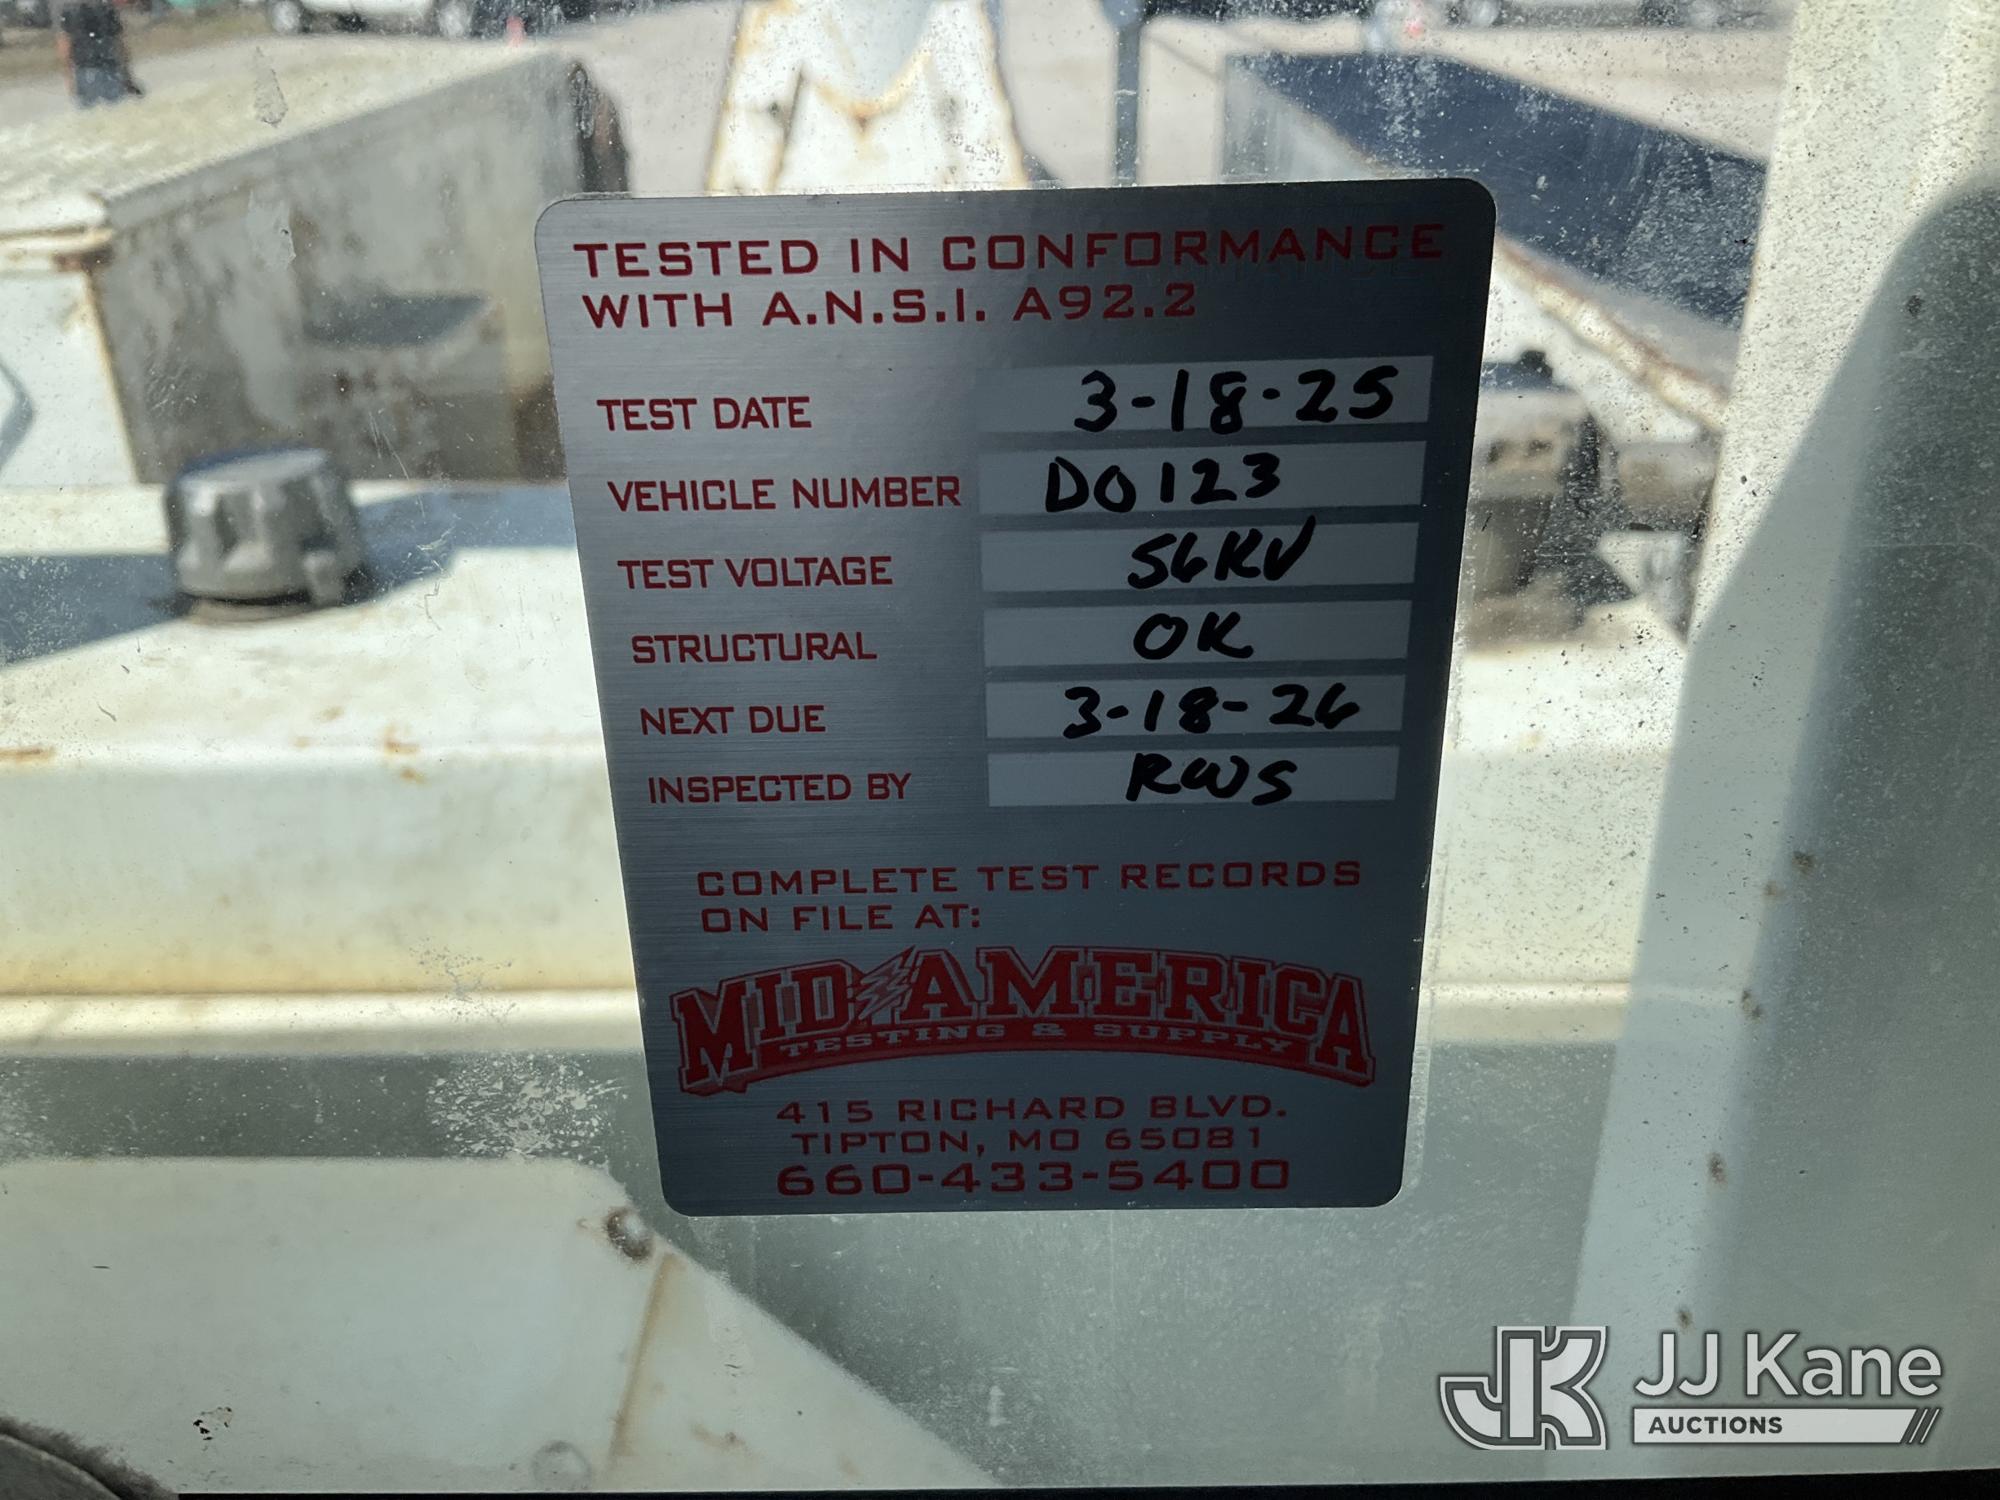 TESTED IN CONFORMANCE
WITH A.N.S.I. A92.2
TEST DATE 3-18-25
VEHICLE NUMBER DO123
TEST VOLTAGE 56KV
STRUCTURAL OK
NEXT DUE 3-18-26
INSPECTED BY RWS
COMPLETE TEST RECORDS
ON FILE AT:
MID AMERICA
TESTING & SUPPLY
415 RICHARD BLVD.
TIPTON, MO 65081
660-433-5400
JK JJ Kane
AUCTIONS